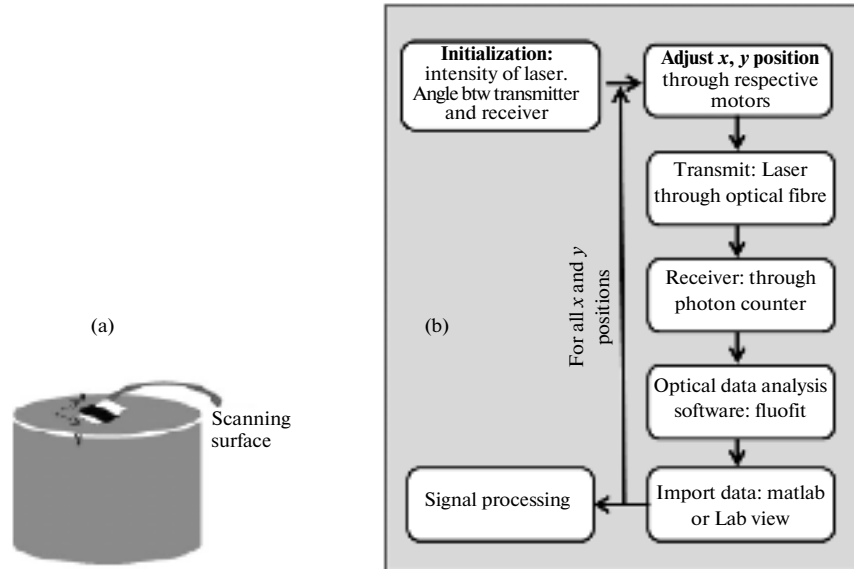 (a)
Scanning
surface
(b)
Initialization:
intensity of laser.
Angle btw transmitter
and receiver
Adjust x, y position
through respective
motors
Transmit: Laser
through optical fibre
Receiver: through
photon counter
Optical data analysis
software: fluofit
Import data: matlab
or Lab view
Signal processing
For all x and y
positions